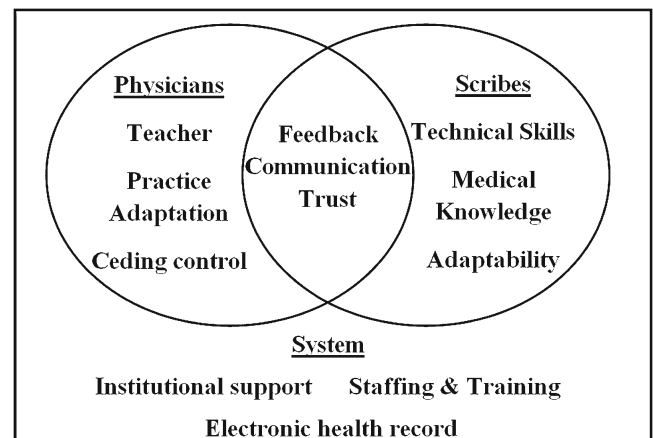 Physicians
Teacher
Practice
Adaptation
Ceding control
Feedback
Communication
Trust
Scribes
Technical Skills
Medical
Knowledge
Adaptability
System
Institutional support Staffing & Training
Electronic health record